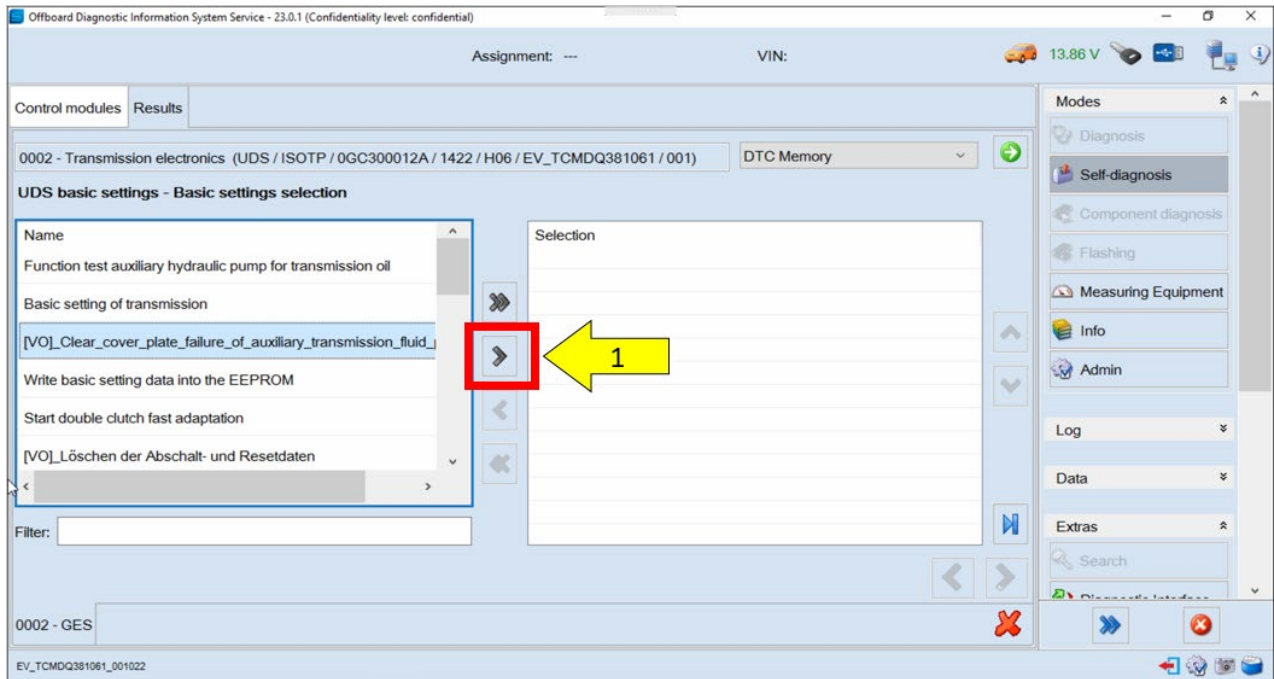 Offboard Diagnostic Information System Service - 23.0.1 (Confidentiality level: confidential)
Assignment: ---
VIN:
13.86 V
Control modules
Results
0002 - Transmission electronics (UDS / ISOTP / 0GC300012A / 1422 / H06 / EV_TCMDQ381061 / 001)
DTC Memory
UDS basic settings - Basic settings selection
Name
Function test auxiliary hydraulic pump for transmission oil
Basic setting of transmission
[VO]_Clear_cover_plate_failure_of_auxiliary_transmission_fluid_
Write basic setting data into the EEPROM
Start double clutch fast adaptation
[VO]_Löschen der Abschalt- und Resetdaten
Filter:
1
Selection
0002 - GES
EV_TCMDQ381061_001022
Modes
Diagnosis
Self-diagnosis
Component diagnosis
Flashing
Measuring Equipment
Info
Admin
Log
Data
Extras
Search
Diagnostic Interface